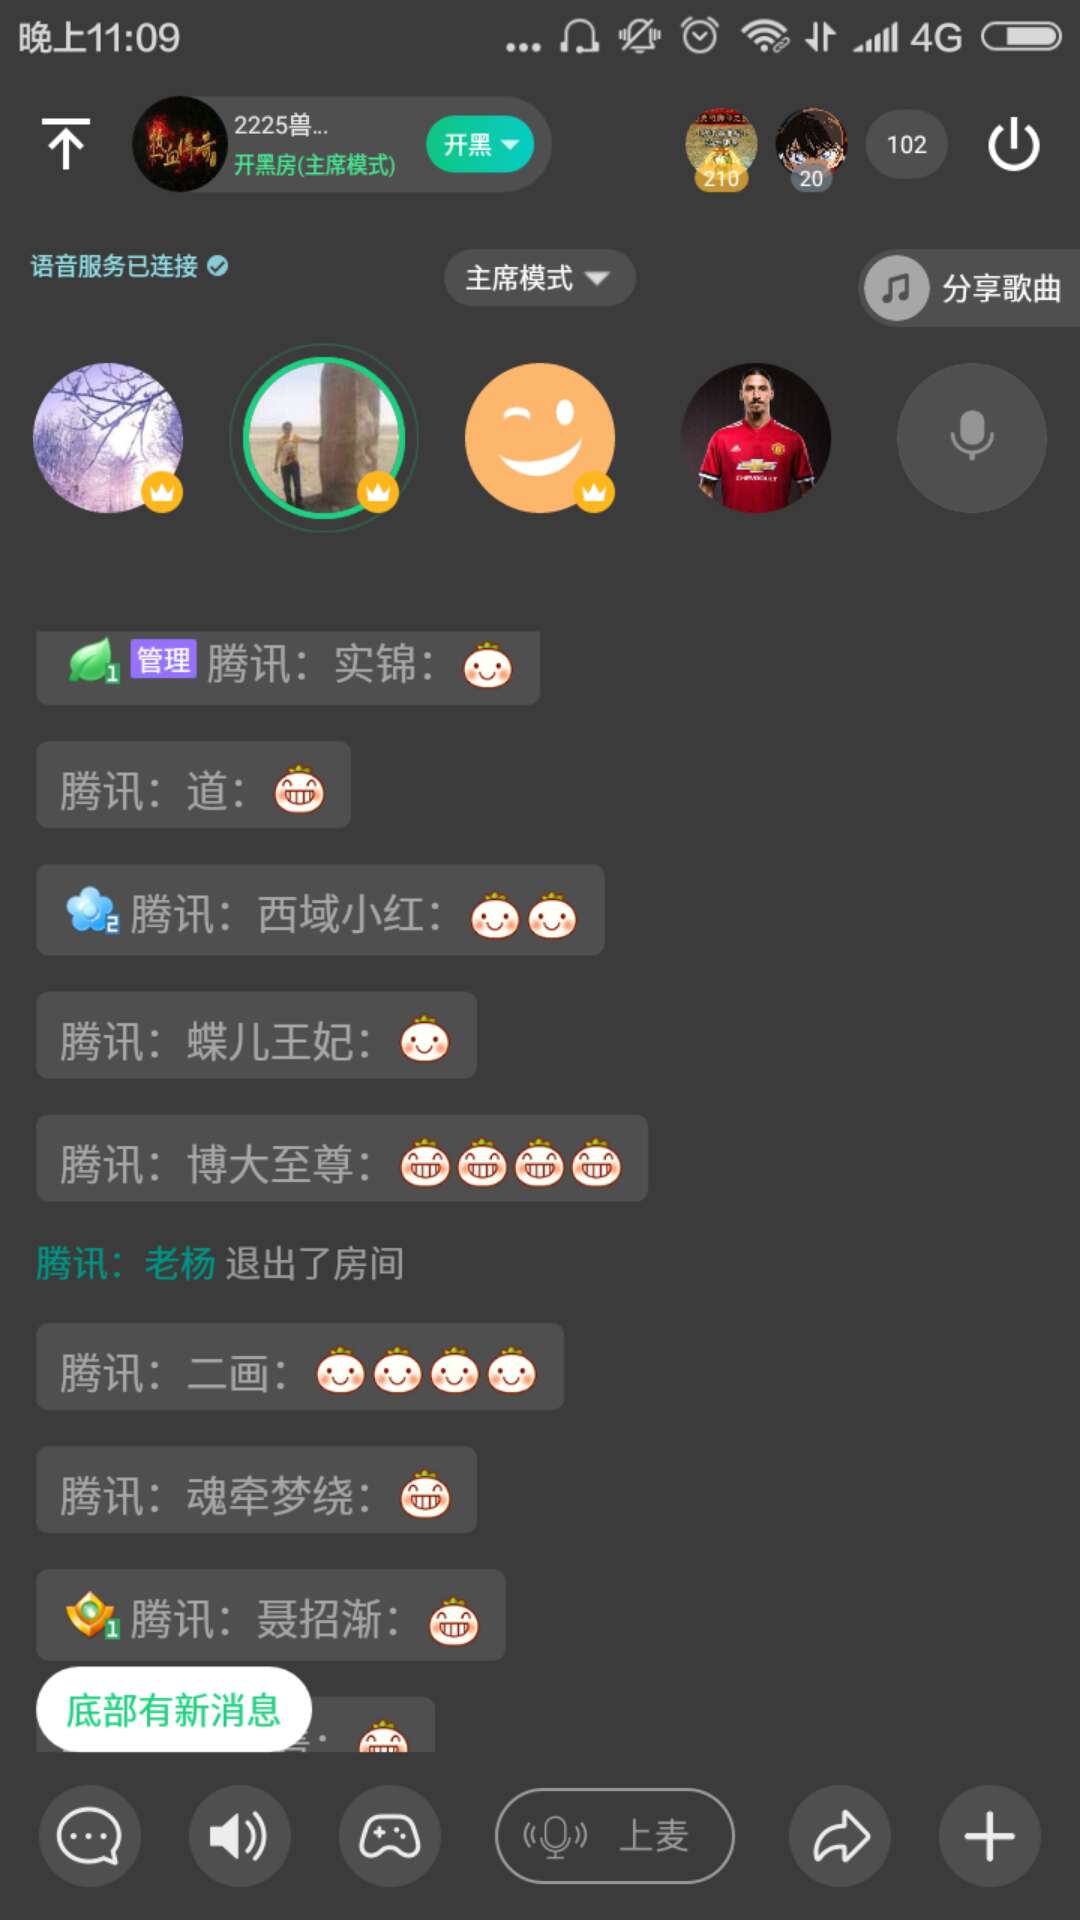 晚上11:09
4G
热血传奇
2225兽...
开黑房(主席模式)
开黑
210
20
102
语音服务已连接
主席模式
分享歌曲
CHEVROLET
1 管理 腾讯：实锦：
腾讯：道：
2 腾讯：西域小红：
腾讯：蝶儿王妃：
腾讯：博大至尊：
腾讯：老杨 退出了房间
腾讯：二画：
腾讯：魂牵梦绕：
1 腾讯：聂招渐：
底部有新消息
上麦